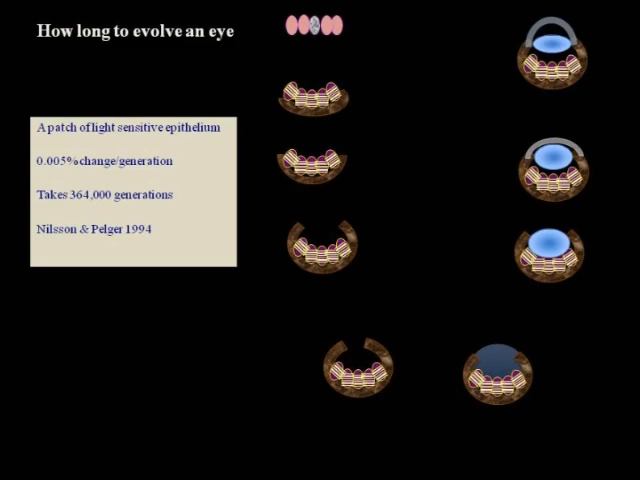 How long to evolve an eye
A patch of light sensitive epithelium
0.005% change/generation
Takes 364,000 generations
Nilsson & Pelger 1994